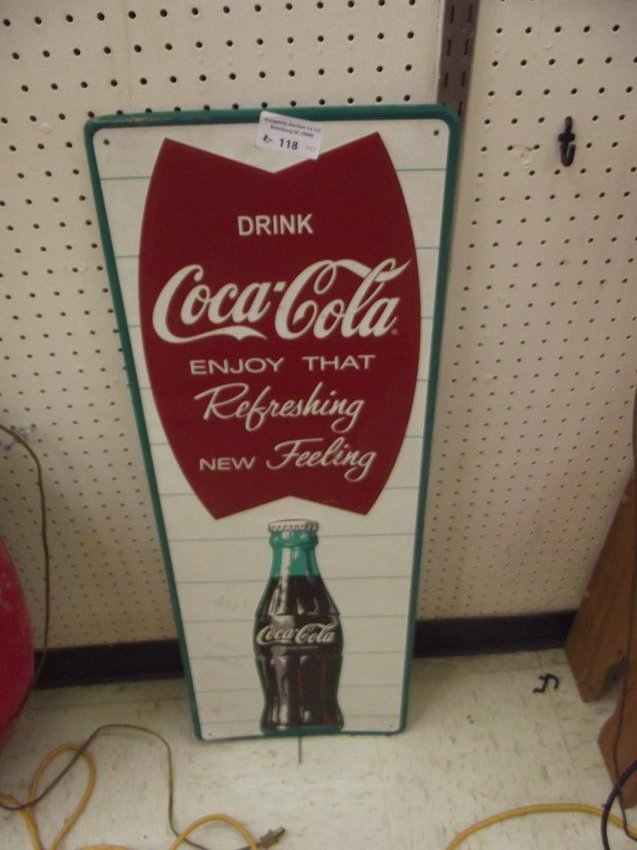 118
DRINK
Coca-Cola
ENJOY THAT
Refreshing
NEW Feeling
Coca-Cola